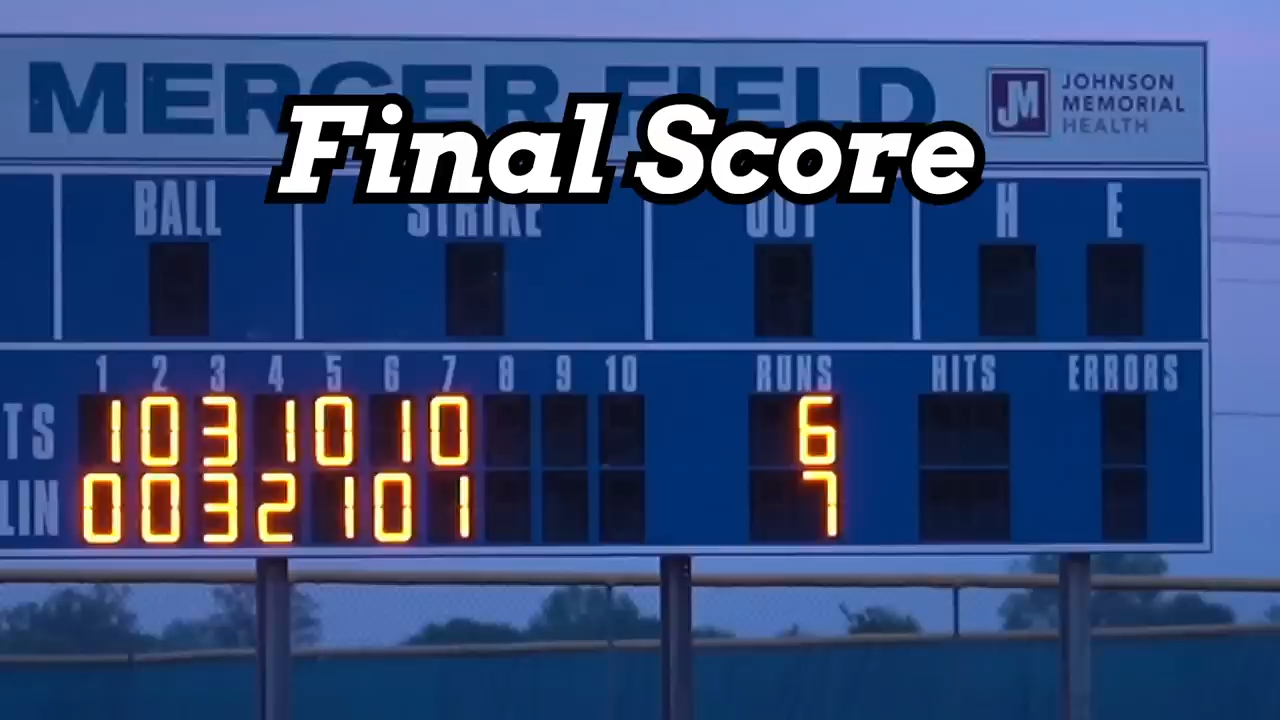 MERCER FIELD
JOHNSON
MEMORIAL
HEALTH
Final Score
BALL STRIKE OUT H E
1 2 3 4 5 6 7 8 9 10 RUNS HITS ERRORS
TS 1 0 3 1 0 1 0 6
LIN 0 0 3 2 1 0 1 7